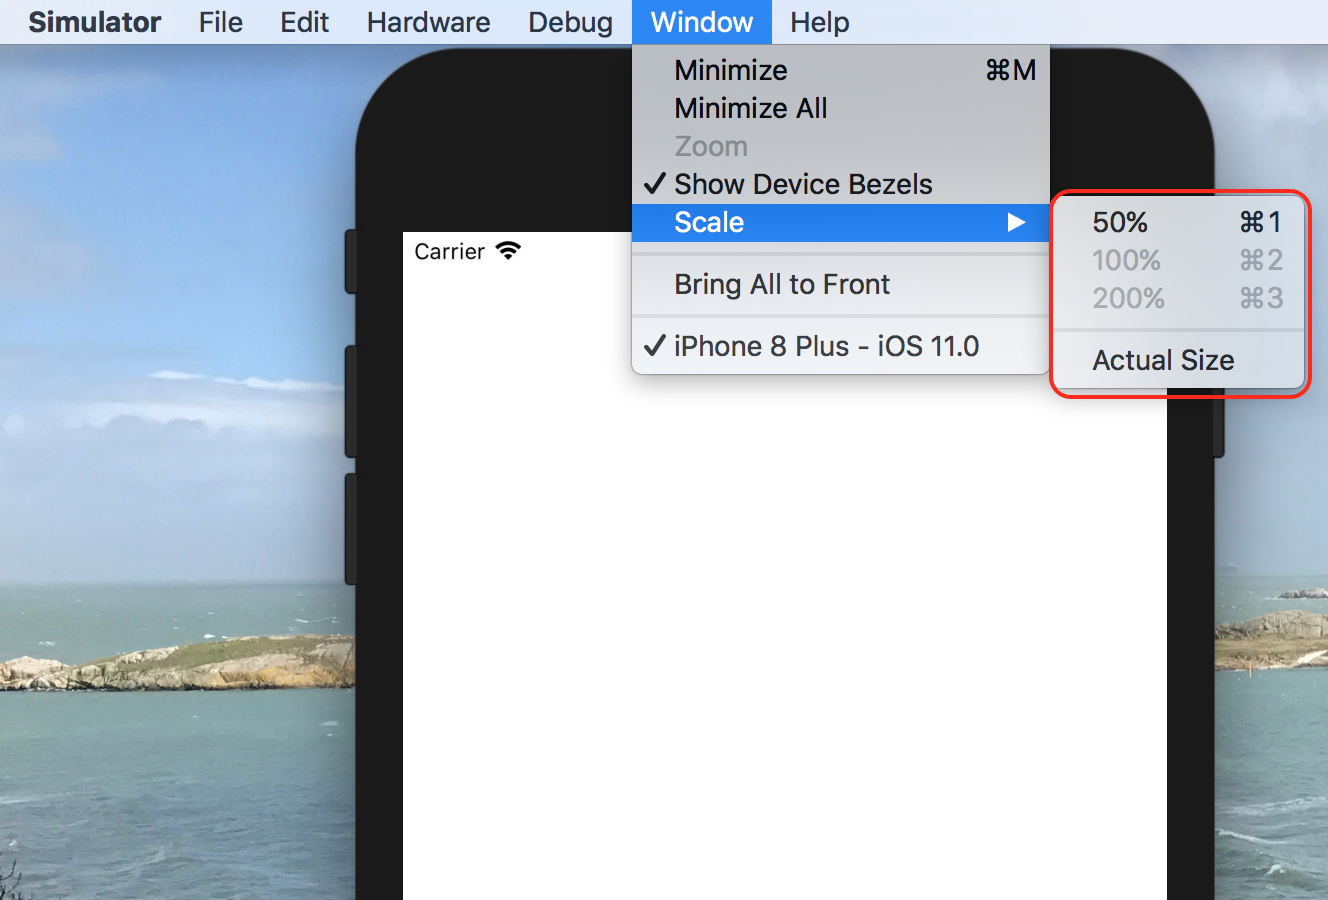 Simulator File Edit Hardware Debug Window Help
Minimize ⌘M
Minimize All
Zoom
✓ Show Device Bezels
Scale ▶
Bring All to Front
✓ iPhone 8 Plus - iOS 11.0
50% ⌘1
100% ⌘2
200% ⌘3
Actual Size
Carrier